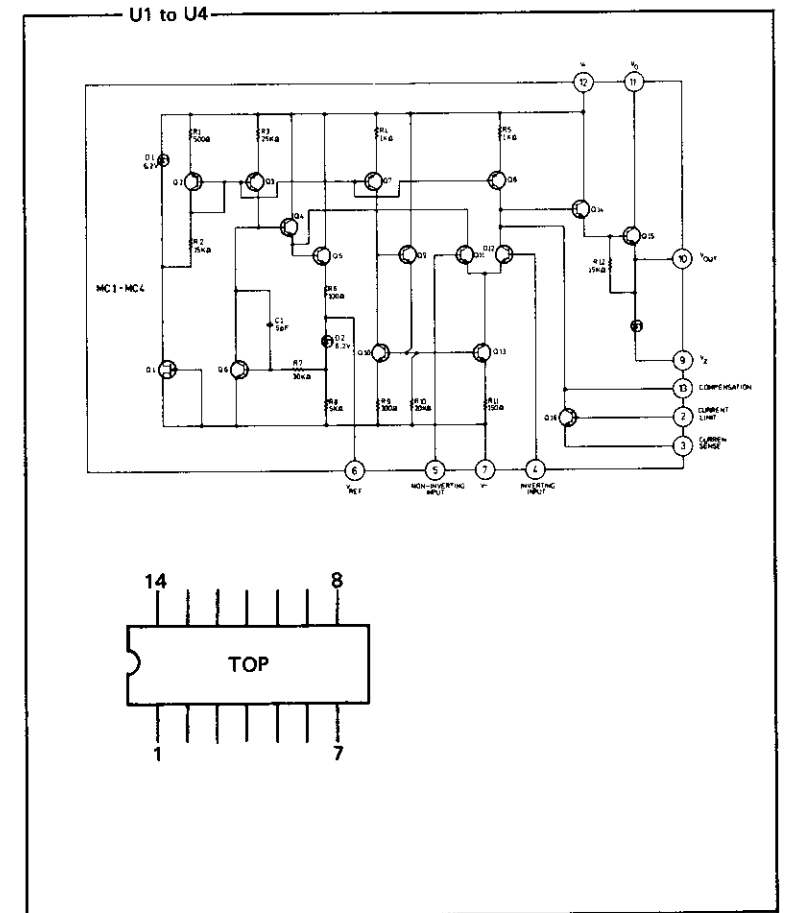 U1 to U4
12
11
R1
500Ω
R3
25KΩ
R4
1KΩ
R5
1KΩ
D1
6.2V
Q2
Q3
Q7
Q8
Q14
Q4
Q9
Q11
Q12
Q15
R2
15KΩ
Q5
R12
15KΩ
10
VOUT
MC1-MC4
R6
100Ω
C1
5pF
D2
6.2V
Q10
Q13
9
VZ
Q1
Q6
R7
30KΩ
R8
5KΩ
R9
300Ω
R10
20KΩ
R11
150Ω
13
COMPENSATION
Q16
2
CURRENT
LIMIT
3
CURREN
SENSE
6
5
7
4
VREF
NON-INVERTING
INPUT
V-
INVERTING
INPUT
14
8
TOP
1
7